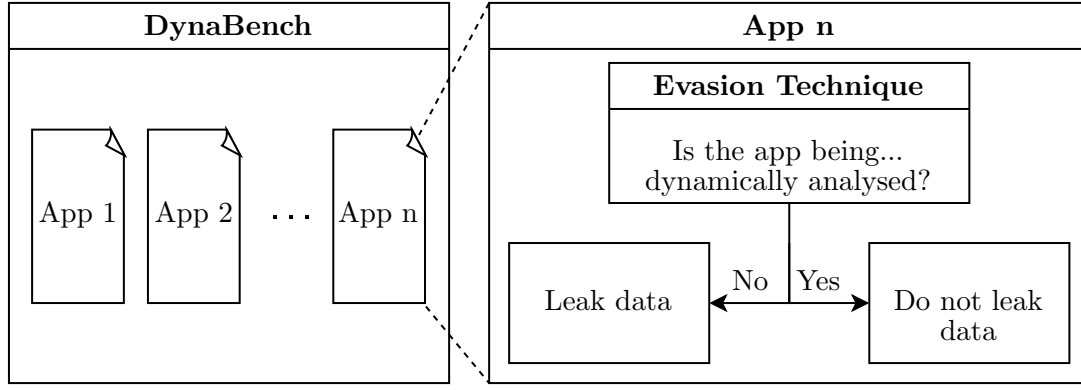 DynaBench
App 1
App 2
...
App n
App n
Evasion Technique
Is the app being...
dynamically analysed?
No
Yes
Leak data
Do not leak
data